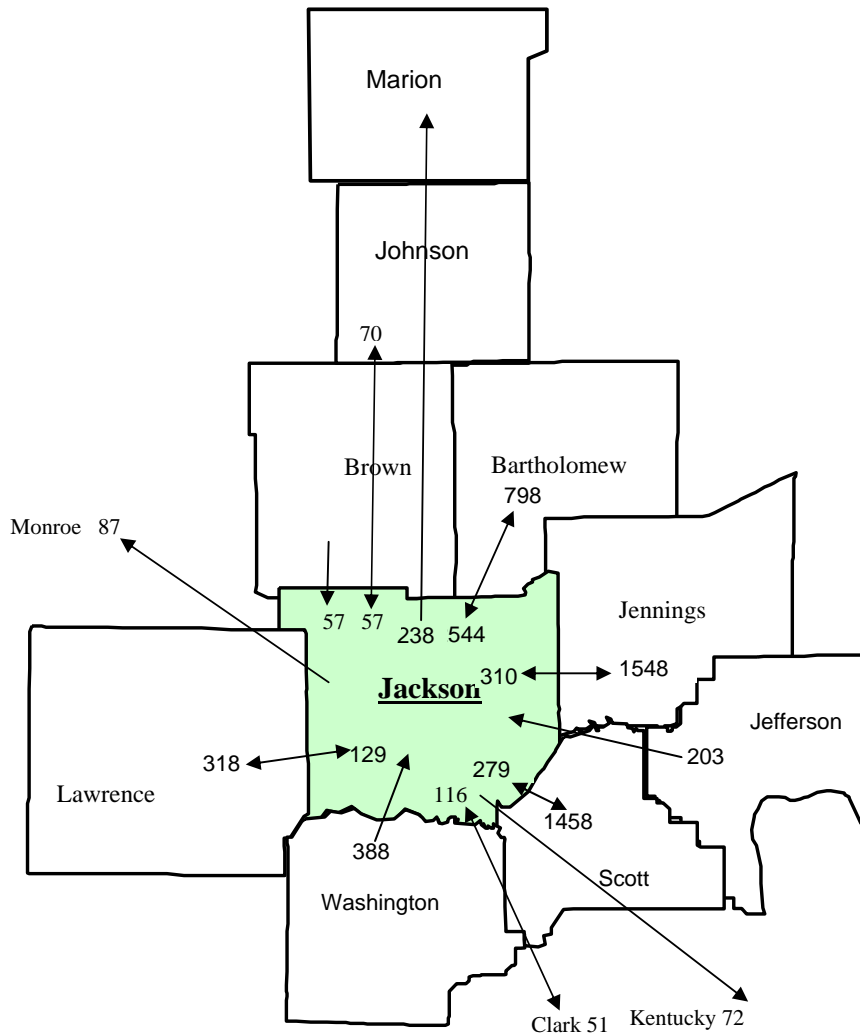 Marion
Johnson
70
Brown
Bartholomew
798
Monroe 87
57 57 238 544
Jennings
310 1548
Jackson
Jefferson
318 129
203
279
Lawrence
116
1458
388
Scott
Washington
Clark 51
Kentucky 72